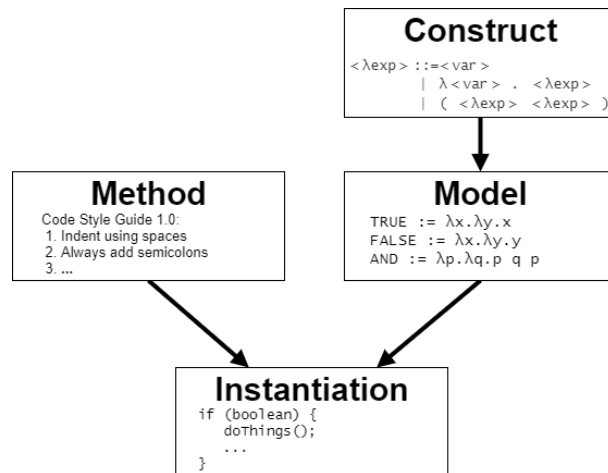 Construct
<λexp> ::=<var>
| λ<var> . <λexp>
| ( <λexp> <λexp> )
Method
Code Style Guide 1.0:
1. Indent using spaces
2. Always add semicolons
3. ...
Model
TRUE := λx.λy.x
FALSE := λx.λy.y
AND := λp.λq.p q p
Instantiation
if (boolean) {
doThings();
...
}